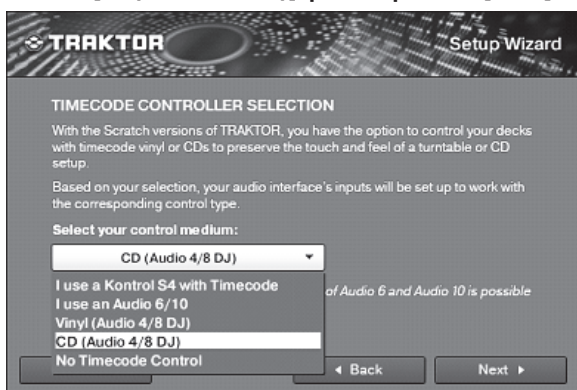 TRAKTOR
Setup Wizard
TIMECODE CONTROLLER SELECTION
With the Scratch versions of TRAKTOR, you have the option to control your decks
with timecode vinyl or CDs to preserve the touch and feel of a turntable or CD
setup.
Based on your selection, your audio interface's inputs will be set up to work with
the corresponding control type.
Select your control medium:
CD (Audio 4/8 DJ)
I use a Kontrol S4 with Timecode
I use an Audio 6/10
of Audio 6 and Audio 10 is possible
Vinyl (Audio 4/8 DJ)
CD (Audio 4/8 DJ)
No Timecode Control
Back
Next